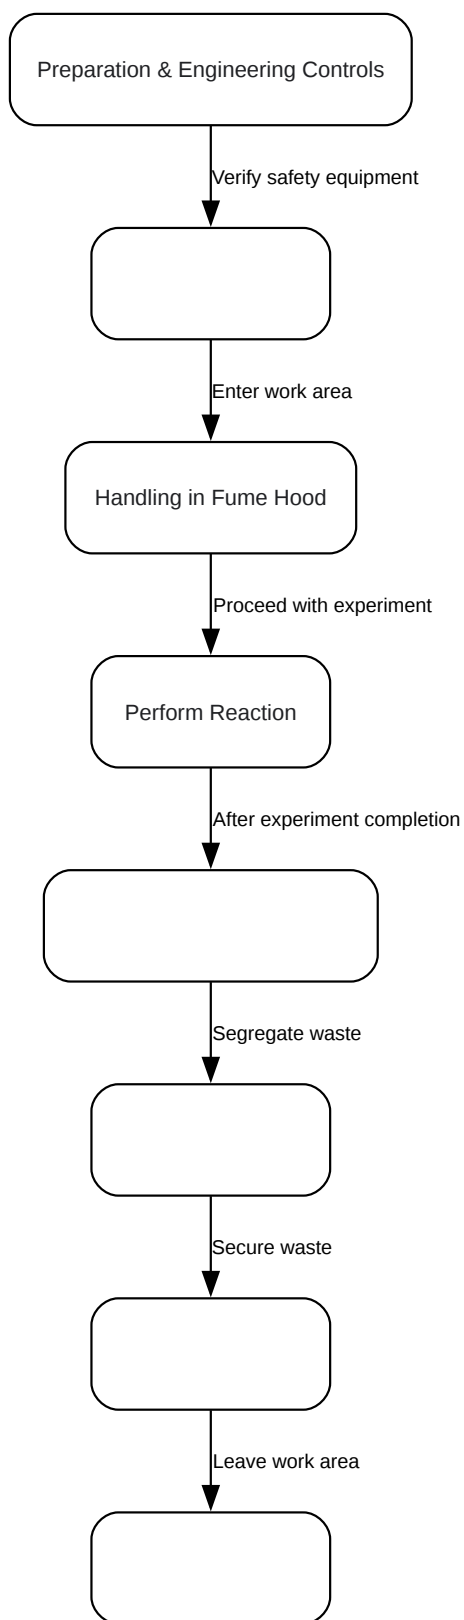 Preparation & Engineering Controls
Verify safety equipment
Enter work area
Handling in Fume Hood
Proceed with experiment
Perform Reaction
After experiment completion
Segregate waste
Secure waste
Leave work area